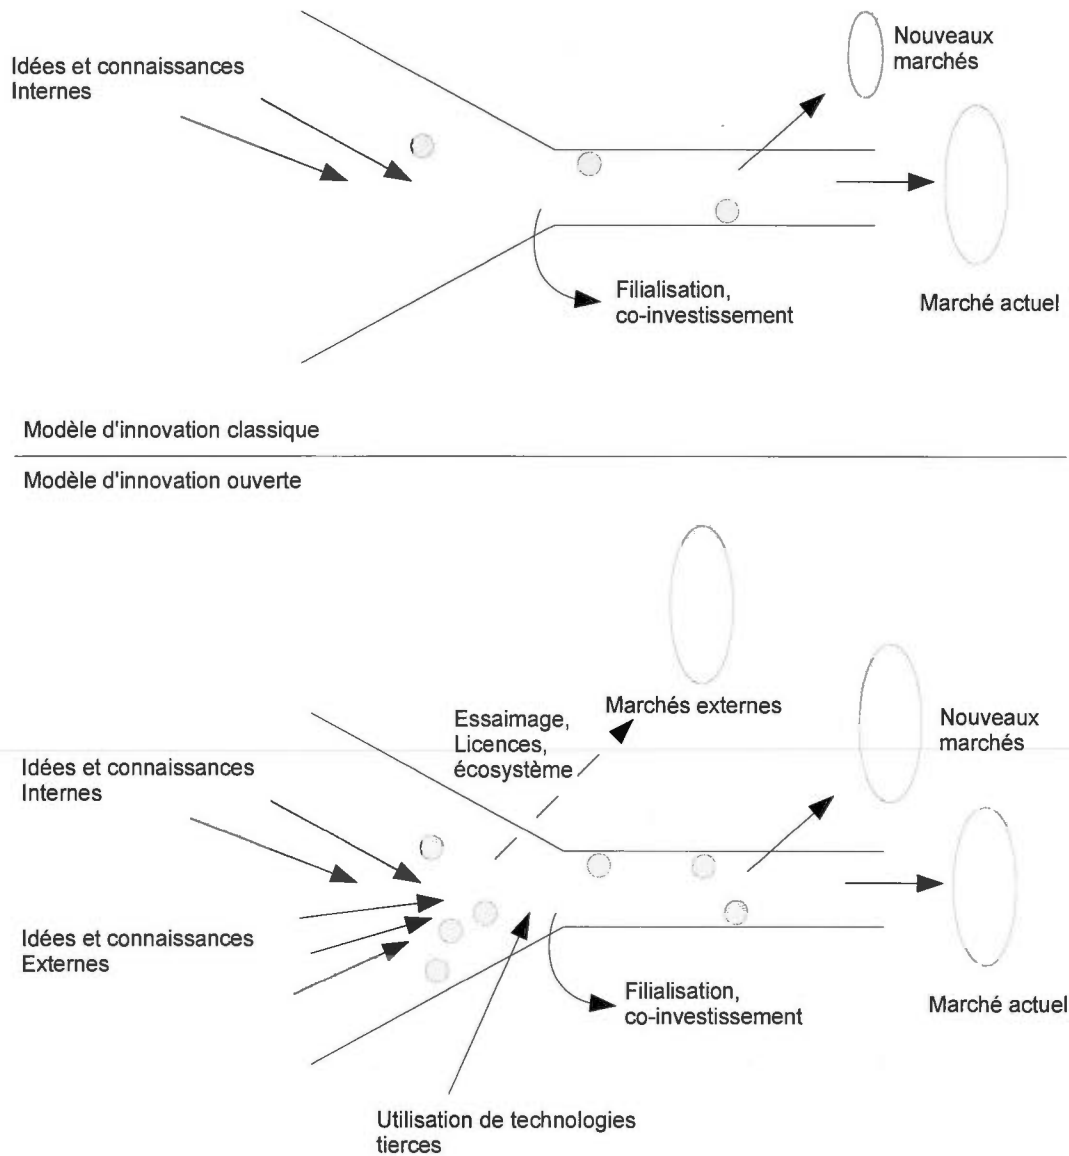 Idées et connaissances
Internes
Nouveaux
marchés
Filialisation,
co-investissement
Marché actuel
Modèle d'innovation classique
Modèle d'innovation ouverte
Marchés externes
Essaimage,
Licences,
écosystème
Nouveaux
marchés
Idées et connaissances
Internes
Idées et connaissances
Externes
Filialisation,
co-investissement
Marché actuel
Utilisation de technologies
tierces